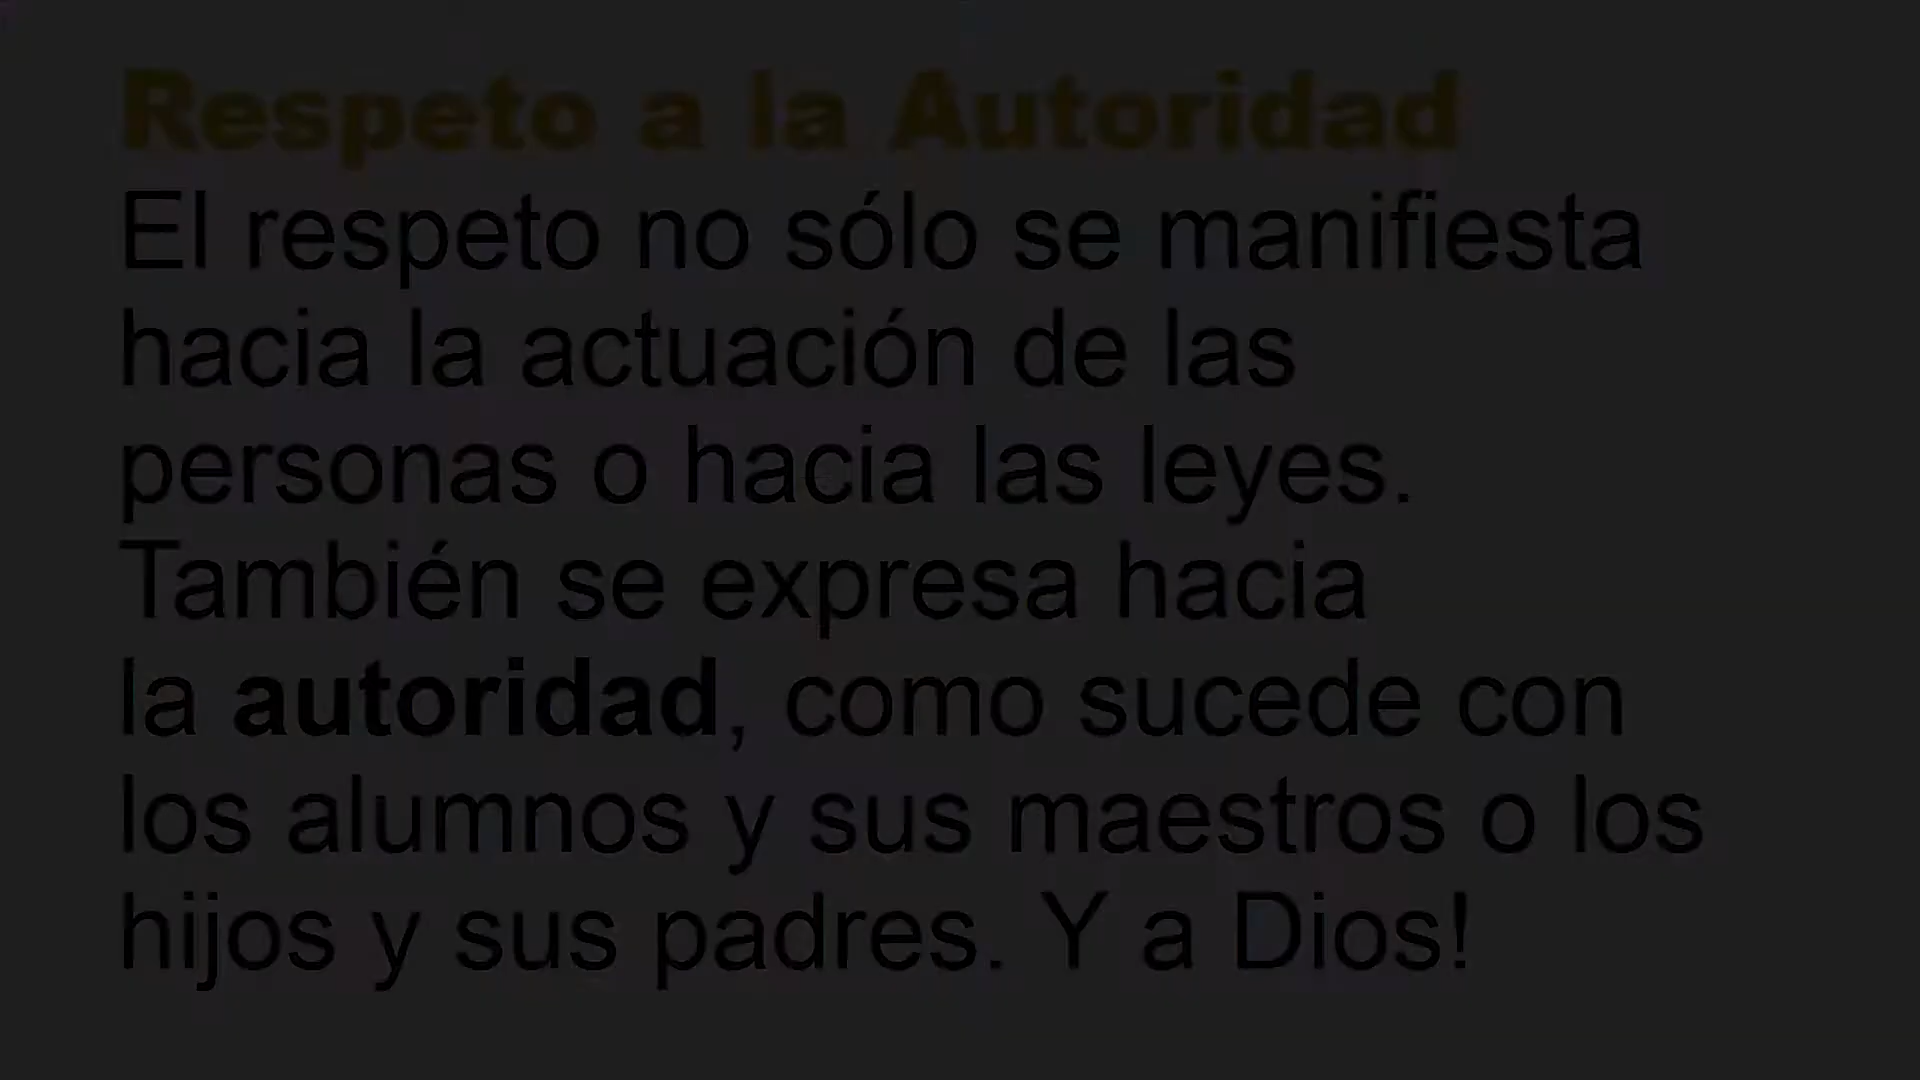 Respeto a la Autoridad
El respeto no sólo se manifiesta
hacia la actuación de las
personas o hacia las leyes.
También se expresa hacia
la autoridad, como sucede con
los alumnos y sus maestros o los
hijos y sus padres. Y a Dios!